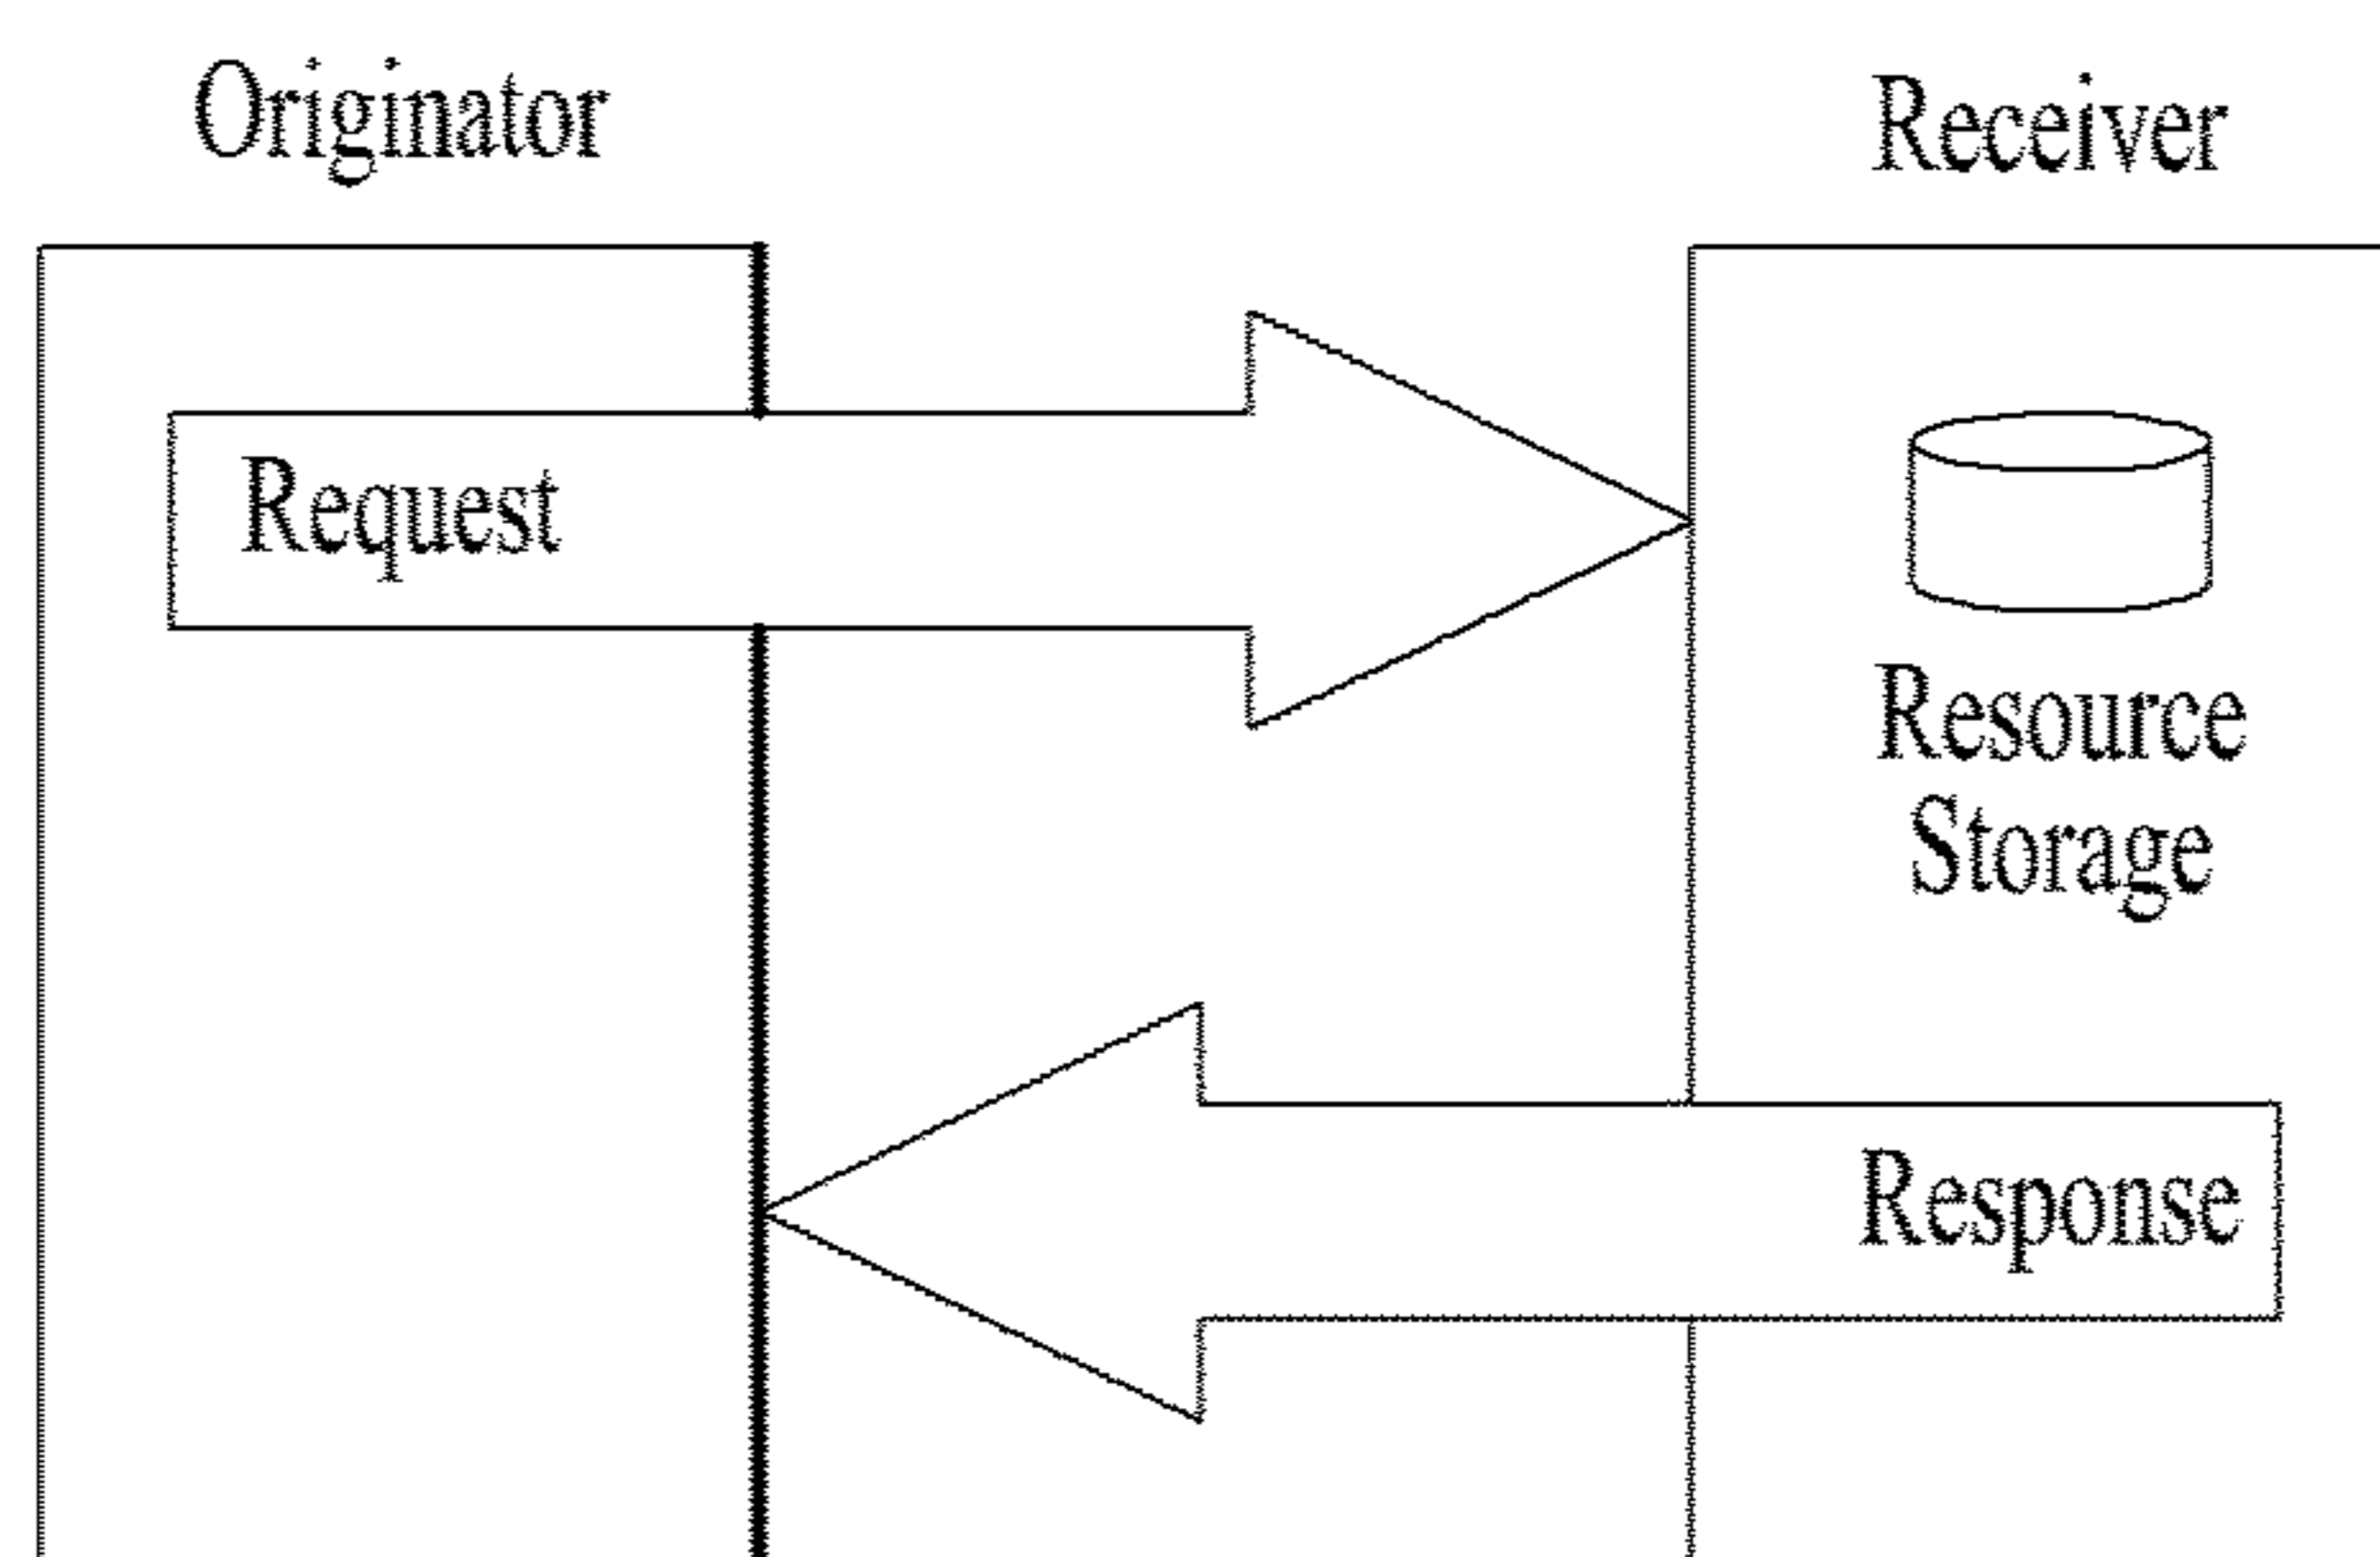 Originator
Receiver
Request
Resource
Storage
Response